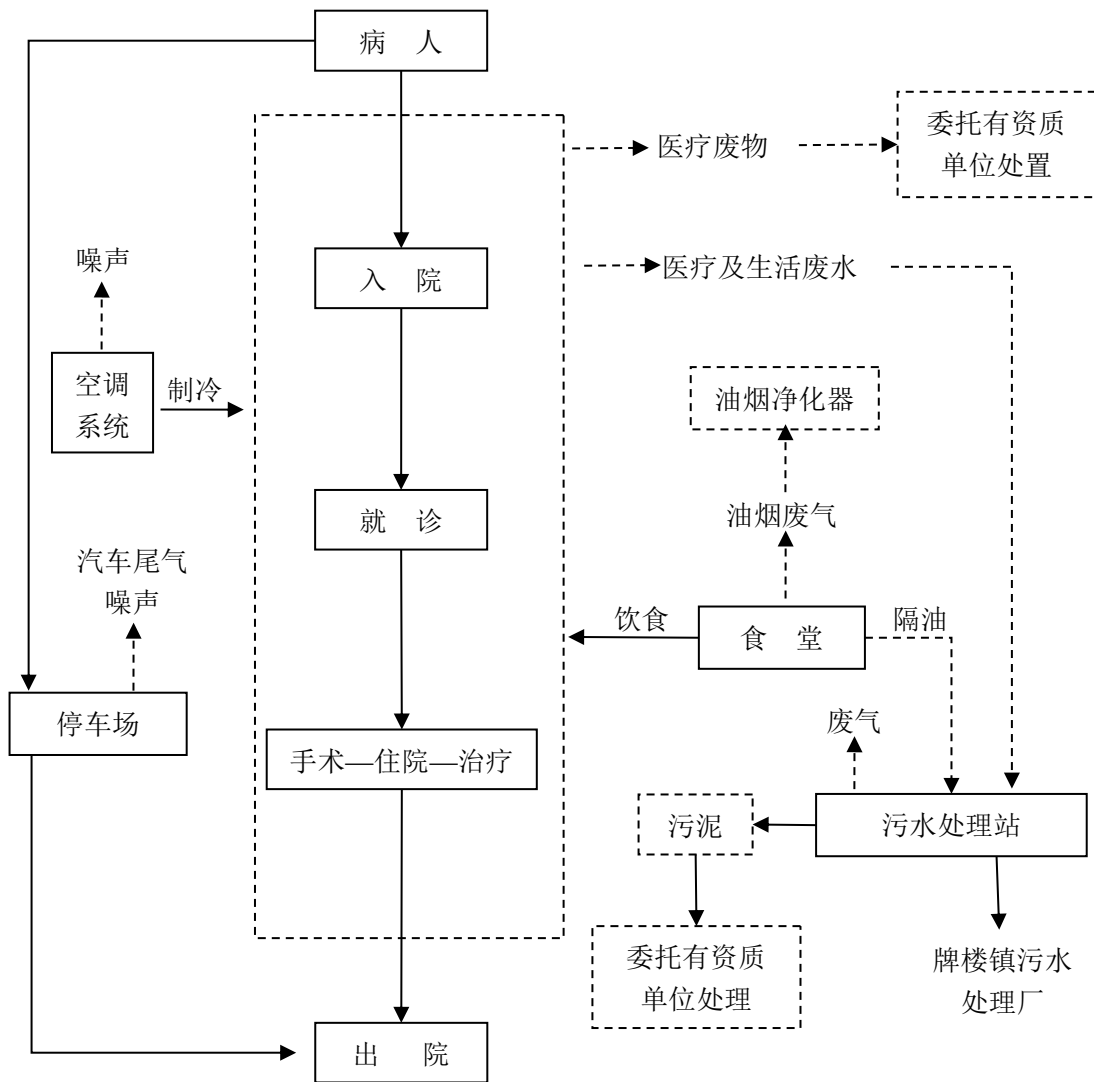 病 人
委托有资质
单位处置
医疗废物
噪声
入 院
医疗及生活废水
空调
系统
制冷
油烟净化器
就 诊
油烟废气
汽车尾气
噪声
饮食
食 堂
隔油
停车场
废气
手术—住院—治疗
污泥
污水处理站
委托有资质
单位处理
牌楼镇污水
处理厂
出 院